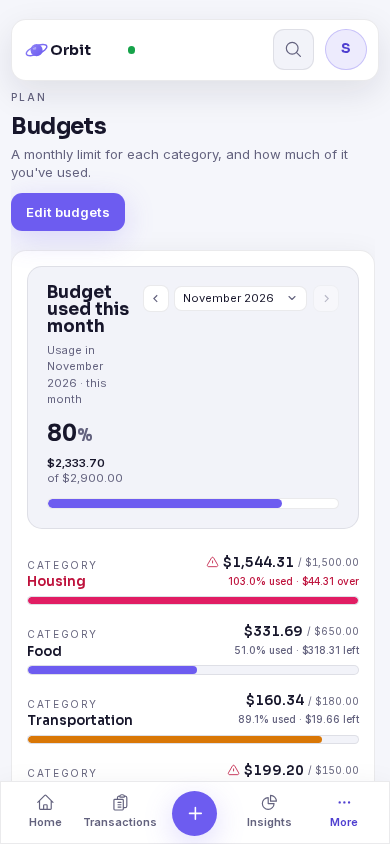 Orbit
S
PLAN
Budgets
A monthly limit for each category, and how much of it
you've used.
Edit budgets
Budget
used this
month
November 2026
Usage in
November
2026 · this
month
80%
$2,333.70
of $2,900.00
CATEGORY
$1,544.31 / $1,500.00
Housing
103.0% used · $44.31 over
CATEGORY
$331.69 / $650.00
Food
51.0% used · $318.31 left
CATEGORY
$160.34 / $180.00
Transportation
89.1% used · $19.66 left
CATEGORY
$199.20 / $150.00
Home
Transactions
Insights
More